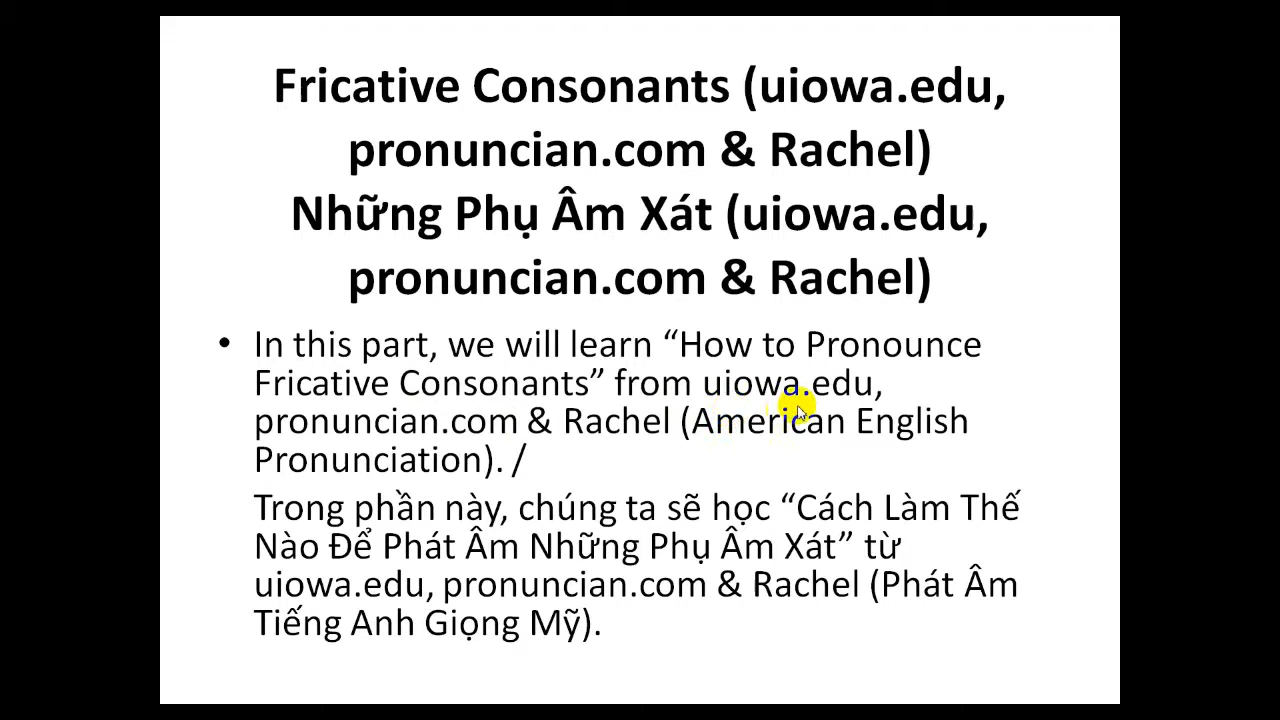 Fricative Consonants (uiowa.edu,
pronuncian.com & Rachel)
Những Phụ Âm Xát (uiowa.edu,
pronuncian.com & Rachel)
• In this part, we will learn “How to Pronounce
Fricative Consonants” from uiowa.edu,
pronuncian.com & Rachel (American English
Pronunciation). /
Trong phần này, chúng ta sẽ học “Cách Làm Thế
Nào Để Phát Âm Những Phụ Âm Xát” từ
uiowa.edu, pronuncian.com & Rachel (Phát Âm
Tiếng Anh Giọng Mỹ).